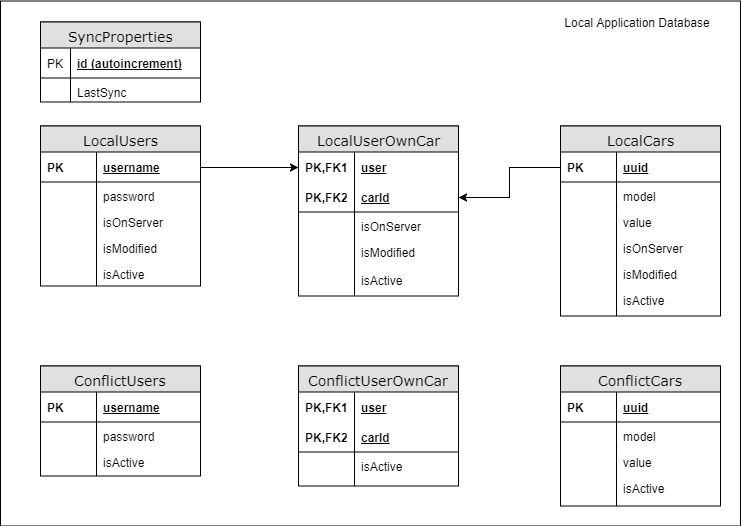 Local Application Database
SyncProperties
PK id (autoincrement)
LastSync
LocalUsers
PK username
password
isOnServer
isModified
isActive
LocalUserOwnCar
PK,FK1 user
PK,FK2 carId
isOnServer
isModified
isActive
LocalCars
PK uuid
model
value
isOnServer
isModified
isActive
ConflictUsers
PK username
password
isActive
ConflictUserOwnCar
PK,FK1 user
PK,FK2 carId
isActive
ConflictCars
PK uuid
model
value
isActive